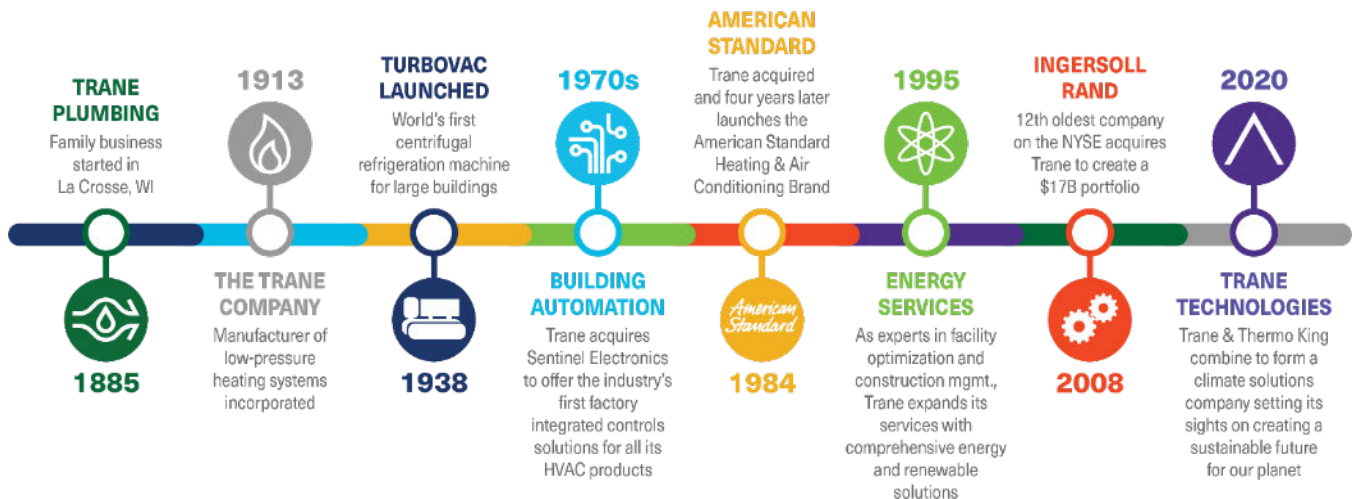 TRANE
PLUMBING
Family business
started in
La Crosse, WI
1885
1913
THE TRANE
COMPANY
Manufacturer of
low-pressure
heating systems
incorporated
TURBOVAC
LAUNCHED
World's first
centrifugal
refrigeration machine
for large buildings
1938
1970s
BUILDING
AUTOMATION
Trane acquires
Sentinel Electronics
to offer the industry's
first factory
integrated controls
solutions for all its
HVAC products
AMERICAN
STANDARD
Trane acquired
and four years later
launches the
American Standard
Heating & Air
Conditioning Brand
American
Standard
1984
1995
ENERGY
SERVICES
As experts in facility
optimization and
construction mgmt.,
Trane expands its
services with
comprehensive energy
and renewable
solutions
INGERSOLL
RAND
12th oldest company
on the NYSE acquires
Trane to create a
$17B portfolio
2008
2020
TRANE
TECHNOLOGIES
Trane & Thermo King
combine to form a
climate solutions
company setting its
sights on creating a
sustainable future
for our planet